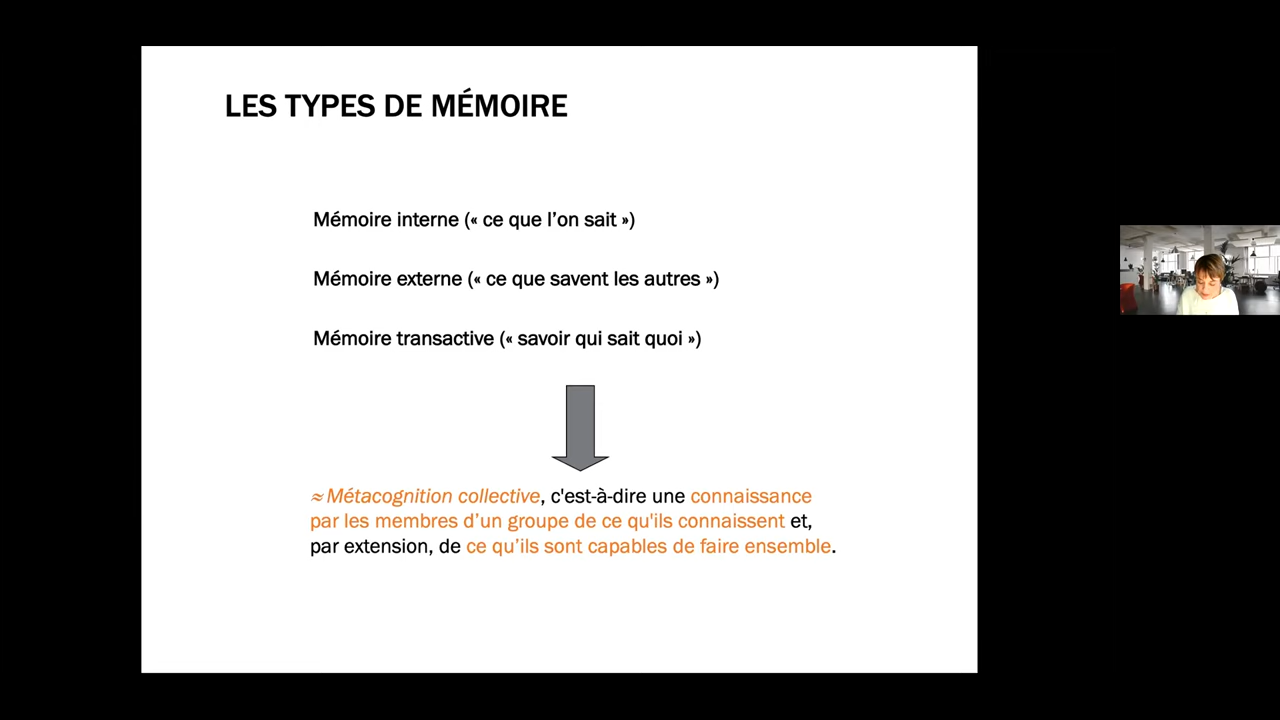 LES TYPES DE MÉMOIRE
Mémoire interne (« ce que l’on sait »)
Mémoire externe (« ce que savent les autres »)
Mémoire transactive (« savoir qui sait quoi »)
≈ Métacognition collective, c'est-à-dire une connaissance
par les membres d’un groupe de ce qu'ils connaissent et,
par extension, de ce qu’ils sont capables de faire ensemble.